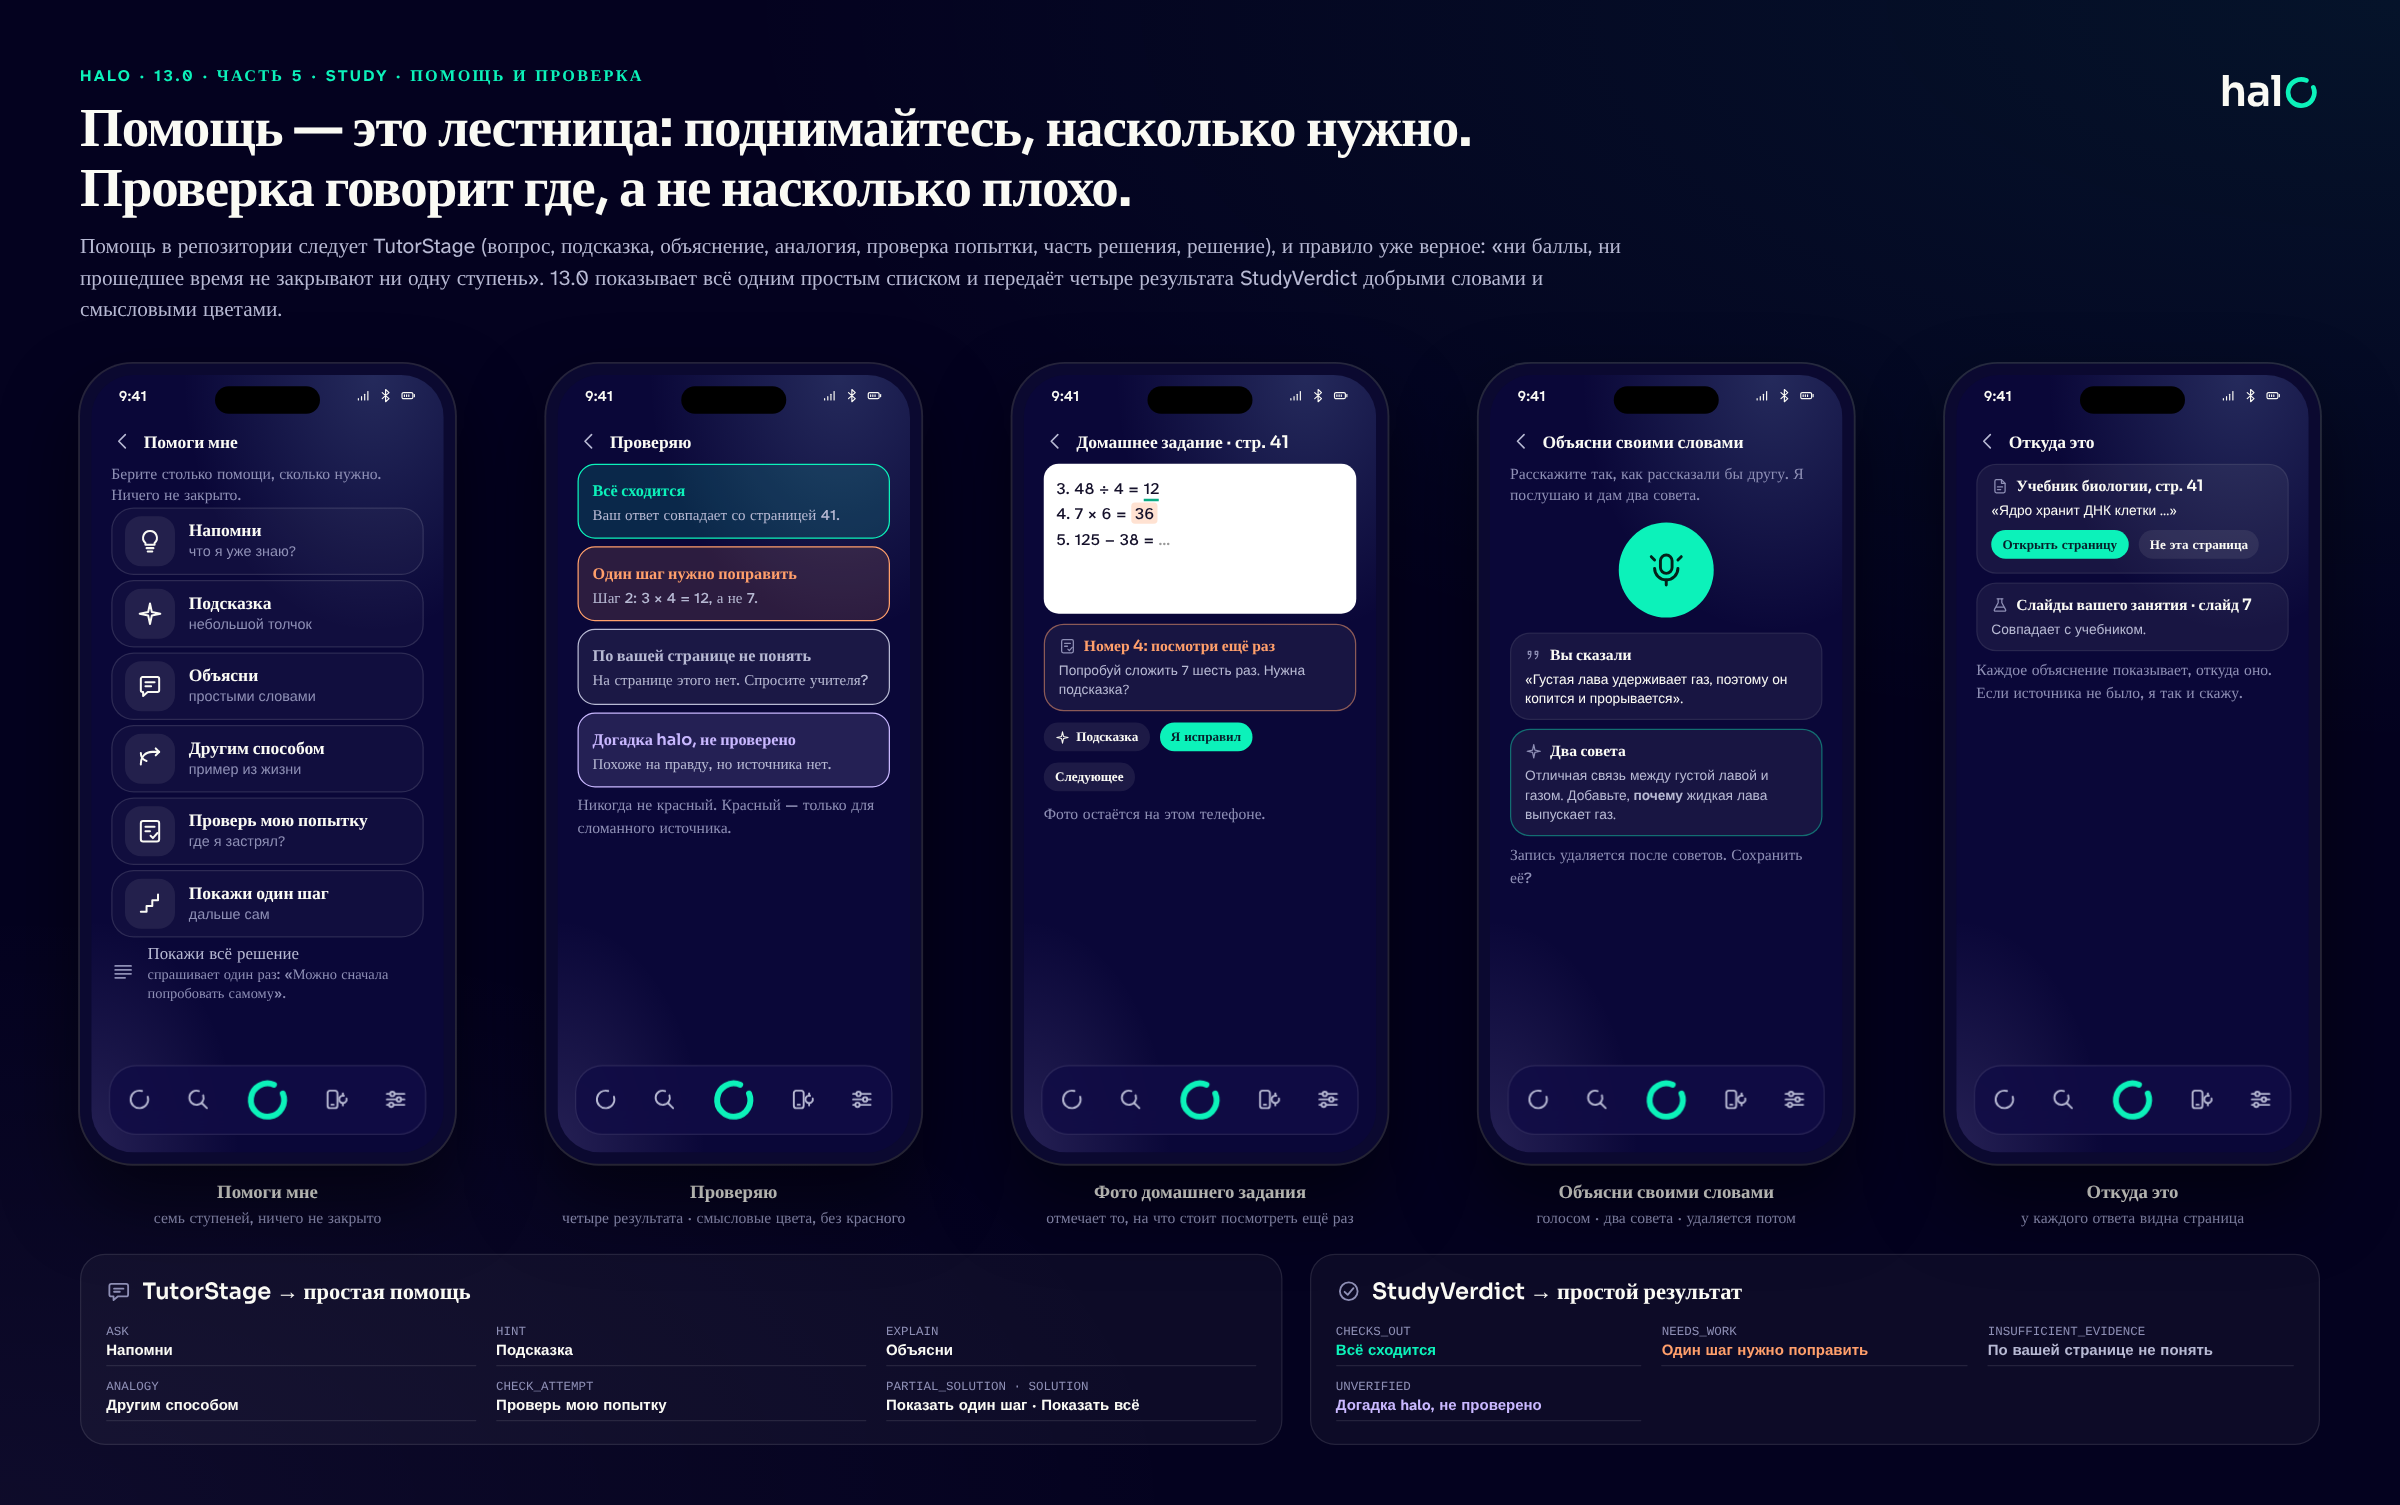 HALO · 13.0 · ЧАСТЬ 5 · STUDY · ПОМОЩЬ И ПРОВЕРКА
halo
Помощь — это лестница: поднимайтесь, насколько нужно.
Проверка говорит где, а не насколько плохо.
Помощь в репозитории следует TutorStage (вопрос, подсказка, объяснение, аналогия, проверка попытки, часть решения, решение), и правило уже верное: «ни баллы, ни
прошедшее время не закрывают ни одну ступень». 13.0 показывает всё одним простым списком и передаёт четыре результата StudyVerdict добрыми словами и
смысловыми цветами.
9:41
Помоги мне
Берите столько помощи, сколько нужно.
Ничего не закрыто.
Напомни
что я уже знаю?
Подсказка
небольшой толчок
Объясни
простыми словами
Другим способом
пример из жизни
Проверь мою попытку
где я застрял?
Покажи один шаг
дальше сам
Покажи всё решение
спрашивает один раз: «Можно сначала
попробовать самому».
Помоги мне
семь ступеней, ничего не закрыто
9:41
Проверяю
Всё сходится
Ваш ответ совпадает со страницей 41.
Один шаг нужно поправить
Шаг 2: 3 × 4 = 12, а не 7.
По вашей странице не понять
На странице этого нет. Спросите учителя?
Догадка halo, не проверено
Похоже на правду, но источника нет.
Никогда не красный. Красный — только для
сломанного источника.
Проверяю
четыре результата · смысловые цвета, без красного
9:41
Домашнее задание · стр. 41
3. 48 ÷ 4 = 12
4. 7 × 6 = 36
5. 125 − 38 = ...
Номер 4: посмотри ещё раз
Попробуй сложить 7 шесть раз. Нужна
подсказка?
Подсказка
Я исправил
Следующее
Фото остаётся на этом телефоне.
Фото домашнего задания
отмечает то, на что стоит посмотреть ещё раз
9:41
Объясни своими словами
Расскажите так, как рассказали бы другу. Я
послушаю и дам два совета.
Вы сказали
«Густая лава удерживает газ, поэтому он
копится и прорывается».
Два совета
Отличная связь между густой лавой и
газом. Добавьте, почему жидкая лава
выпускает газ.
Запись удаляется после советов. Сохранить
её?
Объясни своими словами
голосом · два совета · удаляется потом
9:41
Откуда это
Учебник биологии, стр. 41
«Ядро хранит ДНК клетки ...»
Открыть страницу
Не эта страница
Слайды вашего занятия · слайд 7
Совпадает с учебником.
Каждое объяснение показывает, откуда оно.
Если источника не было, я так и скажу.
Откуда это
у каждого ответа видна страница
TutorStage → простая помощь
ASK
Напомни
HINT
Подсказка
EXPLAIN
Объясни
ANALOGY
Другим способом
CHECK_ATTEMPT
Проверь мою попытку
PARTIAL_SOLUTION · SOLUTION
Показать один шаг · Показать всё
StudyVerdict → простой результат
CHECKS_OUT
Всё сходится
NEEDS_WORK
Один шаг нужно поправить
INSUFFICIENT_EVIDENCE
По вашей странице не понять
UNVERIFIED
Догадка halo, не проверено